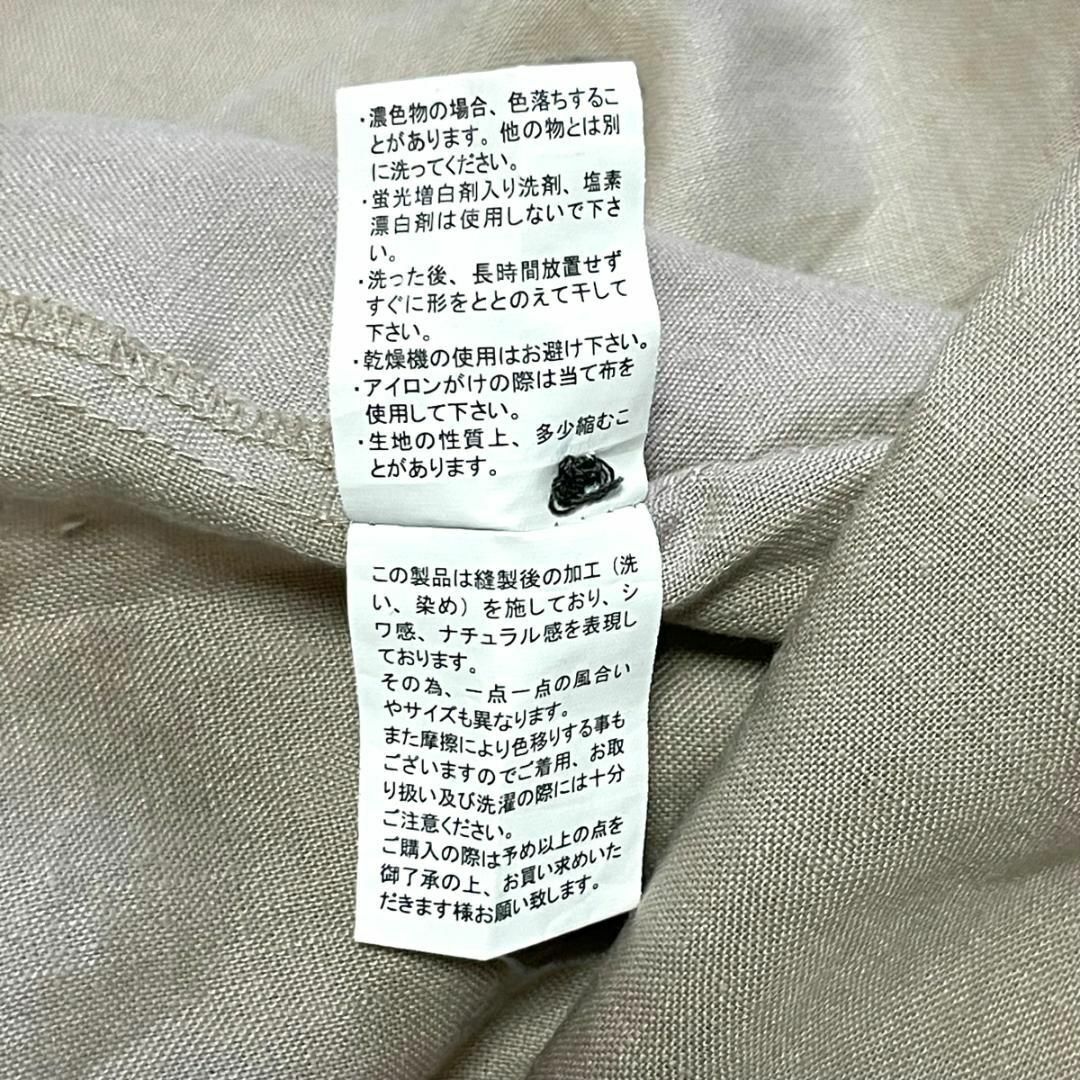 ・濃色物の場合、色落ちするこ
とがあります。他の物とは別
に洗ってください。
・蛍光増白剤入り洗剤、塩素
漂白剤は使用しないで下さ
い。
・洗った後、長時間放置せず
すぐに形をととのえて干して
下さい。
・乾燥機の使用はお避け下さい。
・アイロンがけの際は当て布を
使用して下さい。
・生地の性質上、多少縮むこ
とがあります。
この製品は縫製後の加工（洗
い、染め）を施しており、シ
ワ感、ナチュラル感を表現し
ております。
その為、一点一点の風合い
やサイズも異なります。
また摩擦により色移りする事も
ございますのでご着用、お取
り扱い及び洗濯の際には十分
ご注意ください。
ご購入の際は予め以上の点を
御了承の上、お買い求めいた
だきます様お願い致します。